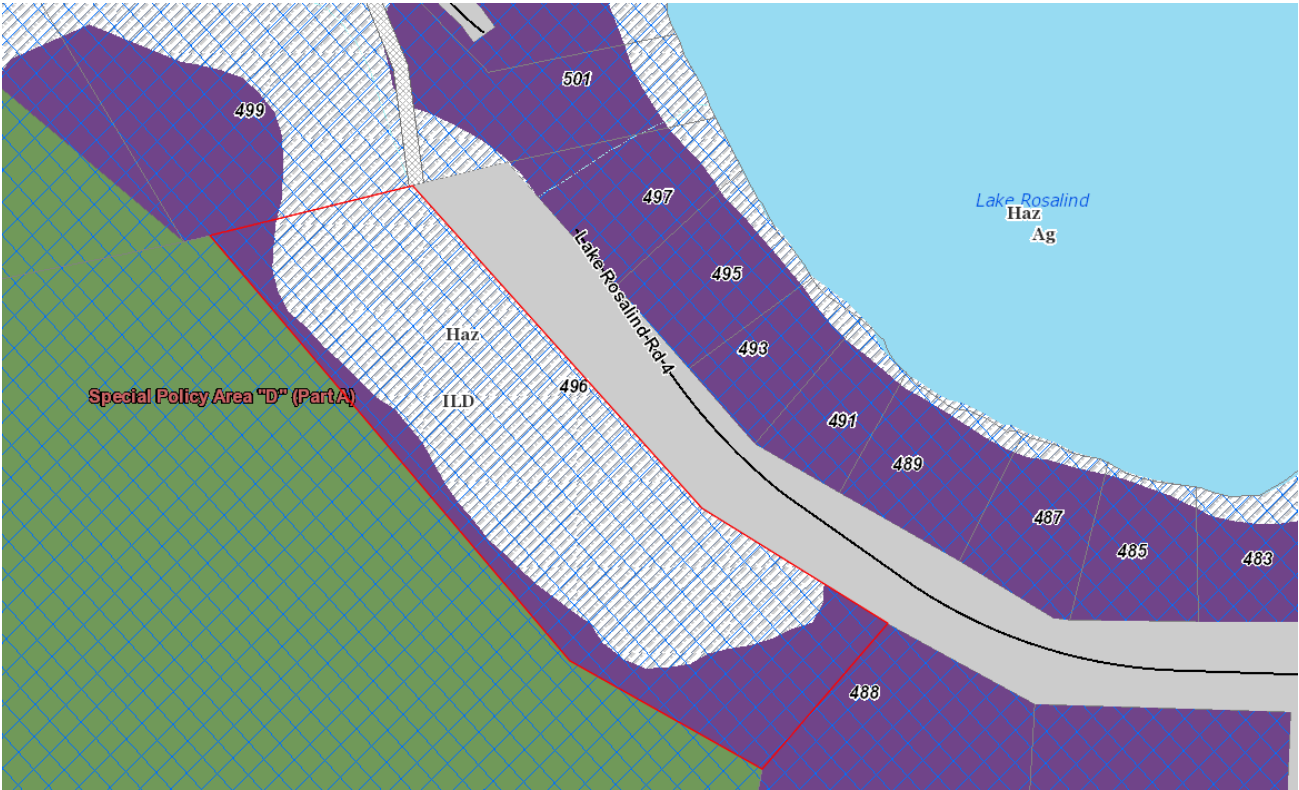 501
499
497
Lake Rosalind
Haz
Ag
495
Lake Rosalind Rd 4
Haz
493
496
Special Policy Area "D" (Part A)
ILD
491
489
487
485
483
488